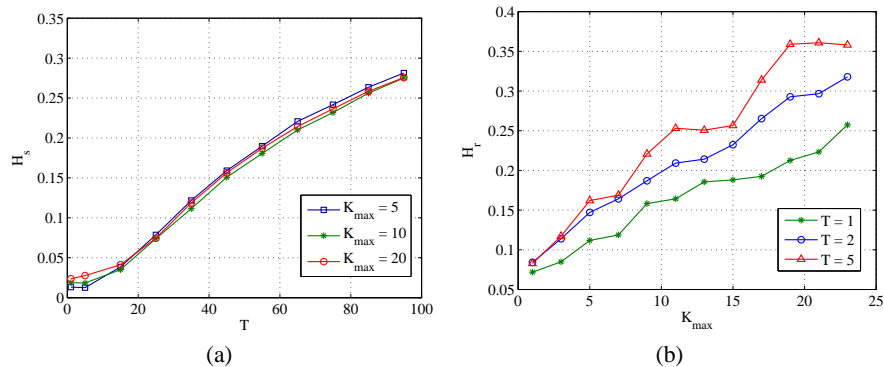 0.35
0.3
0.25
0.2
0.15
0.1
0.05
0
H_s
0 20 40 60 80 100
T
K_max = 5
K_max = 10
K_max = 20
(a)
0.4
0.35
0.3
0.25
0.2
0.15
0.1
0.05
H_r
0 5 10 15 20 25
K_max
T = 1
T = 2
T = 5
(b)